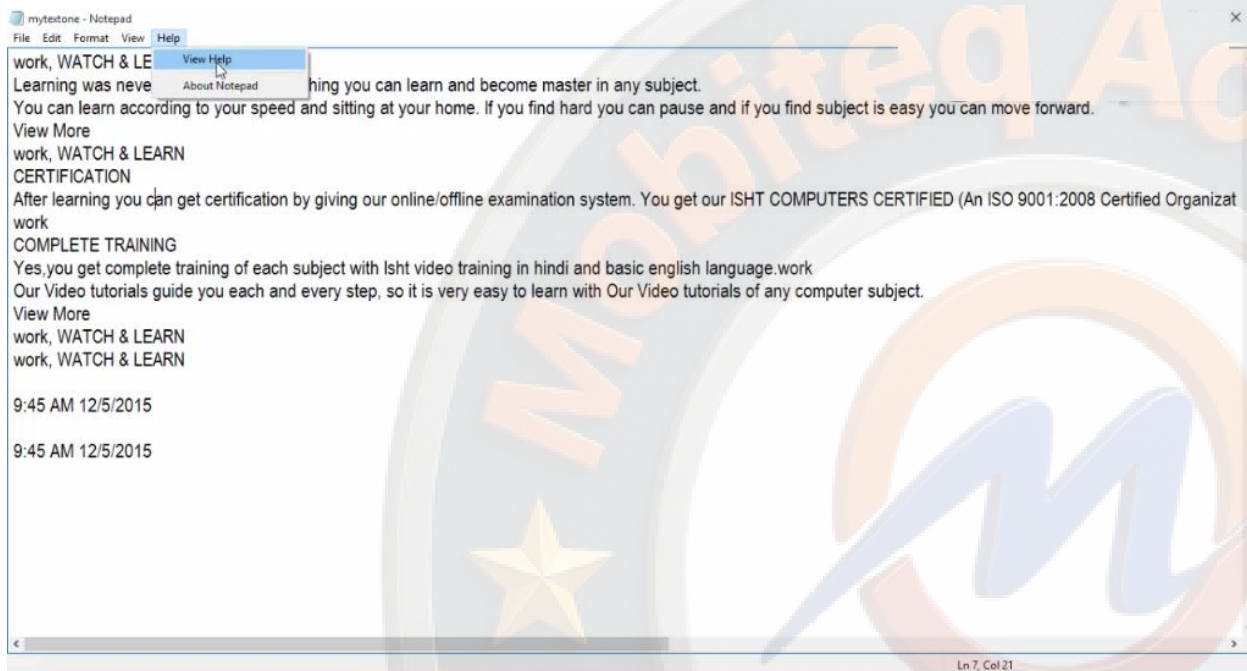 mytextone - Notepad
File Edit Format View Help
View Help
About Notepad
work, WATCH & LE
Learning was neve hing you can learn and become master in any subject.
You can learn according to your speed and sitting at your home. If you find hard you can pause and if you find subject is easy you can move forward.
View More
work, WATCH & LEARN
CERTIFICATION
After learning you can get certification by giving our online/offline examination system. You get our ISHT COMPUTERS CERTIFIED (An ISO 9001:2008 Certified Organizat
work
COMPLETE TRAINING
Yes,you get complete training of each subject with Isht video training in hindi and basic english language.work
Our Video tutorials guide you each and every step, so it is very easy to learn with Our Video tutorials of any computer subject.
View More
work, WATCH & LEARN
work, WATCH & LEARN
9:45 AM 12/5/2015
9:45 AM 12/5/2015
Ln 7, Col 21
Mobiteq Ac